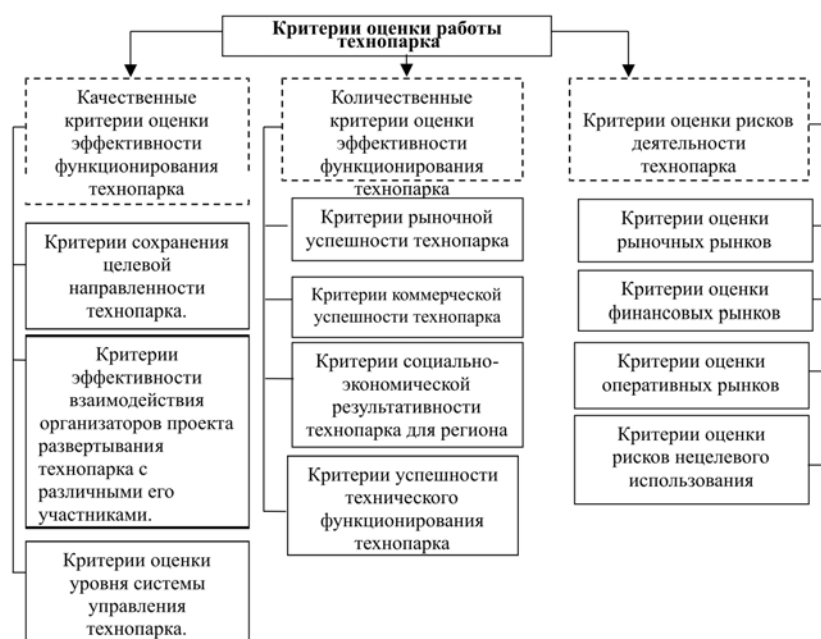 Критерии оценки работы
технопарка
Качественные
критерии оценки
эффективности
функционирования
технопарка
Критерии сохранения
целевой
направленности
технопарка.
Критерии
эффективности
взаимодействия
организаторов проекта
развертывания
технопарка с
различными его
участниками.
Критерии оценки
уровня системы
управления
технопарка.
Количественные
критерии оценки
эффективности
функционирования
технопарка
Критерии рыночной
успешности технопарка
Критерии коммерческой
успешности технопарка
Критерии социально-
экономической
результативности
технопарка для региона
Критерии успешности
технического
функционирования
технопарка
Критерии оценки рисков
деятельности
технопарка
Критерии оценки
рыночных рынков
Критерии оценки
финансовых рынков
Критерии оценки
оперативных рынков
Критерии оценки
рисков нецелевого
использования